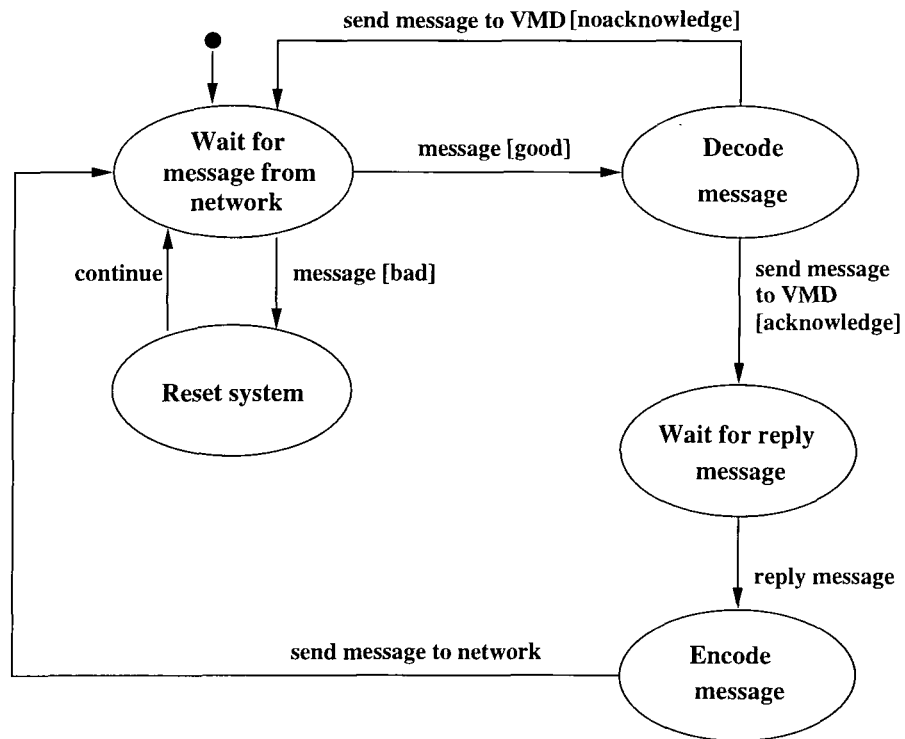 send message to VMD [noacknowledge]
Wait for
message from
network
message [good]
Decode
message
continue
message [bad]
send message
to VMD
[acknowledge]
Reset system
Wait for reply
message
reply message
send message to network
Encode
message